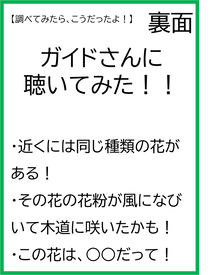 【調べてみたら、こうだったよ！】
裏面
ガイドさんに
聴いてみた！！
・近くには同じ種類の花が
ある！
・その花の花粉が風になび
いて木道に咲いたかも！
・この花は、〇〇だって！